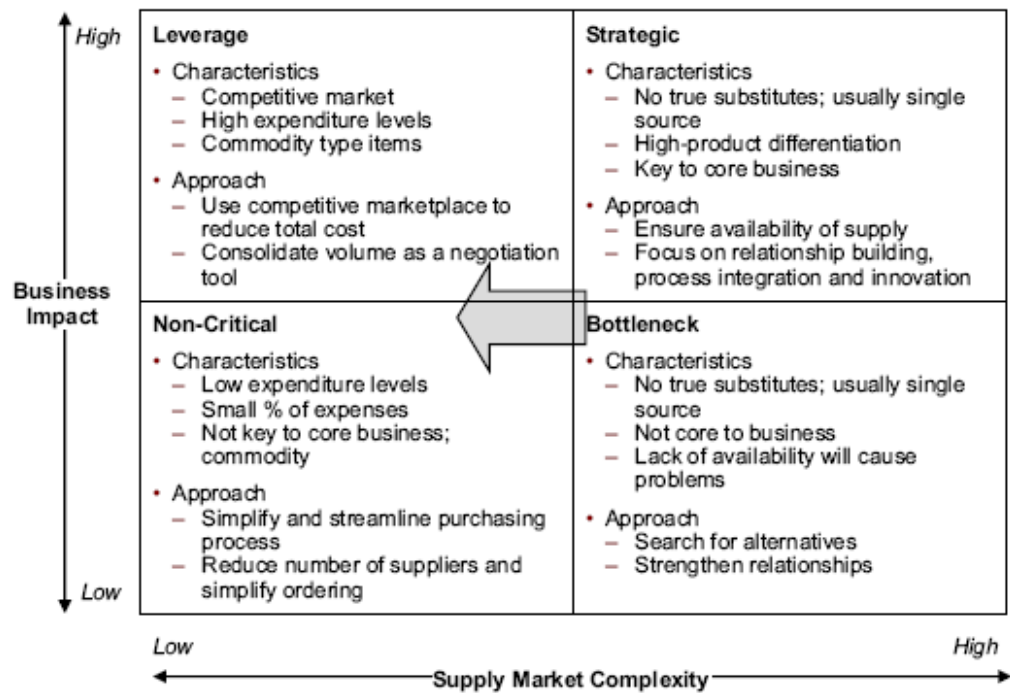 High
Leverage
• Characteristics
– Competitive market
– High expenditure levels
– Commodity type items
• Approach
– Use competitive marketplace to
reduce total cost
– Consolidate volume as a negotiation
tool
Strategic
• Characteristics
– No true substitutes; usually single
source
– High-product differentiation
– Key to core business
• Approach
– Ensure availability of supply
– Focus on relationship building,
process integration and innovation
Business
Impact
Non-Critical
• Characteristics
– Low expenditure levels
– Small % of expenses
– Not key to core business;
commodity
• Approach
– Simplify and streamline purchasing
process
– Reduce number of suppliers and
simplify ordering
Bottleneck
• Characteristics
– No true substitutes; usually single
source
– Not core to business
– Lack of availability will cause
problems
• Approach
– Search for alternatives
– Strengthen relationships
Low
Low
High
Supply Market Complexity